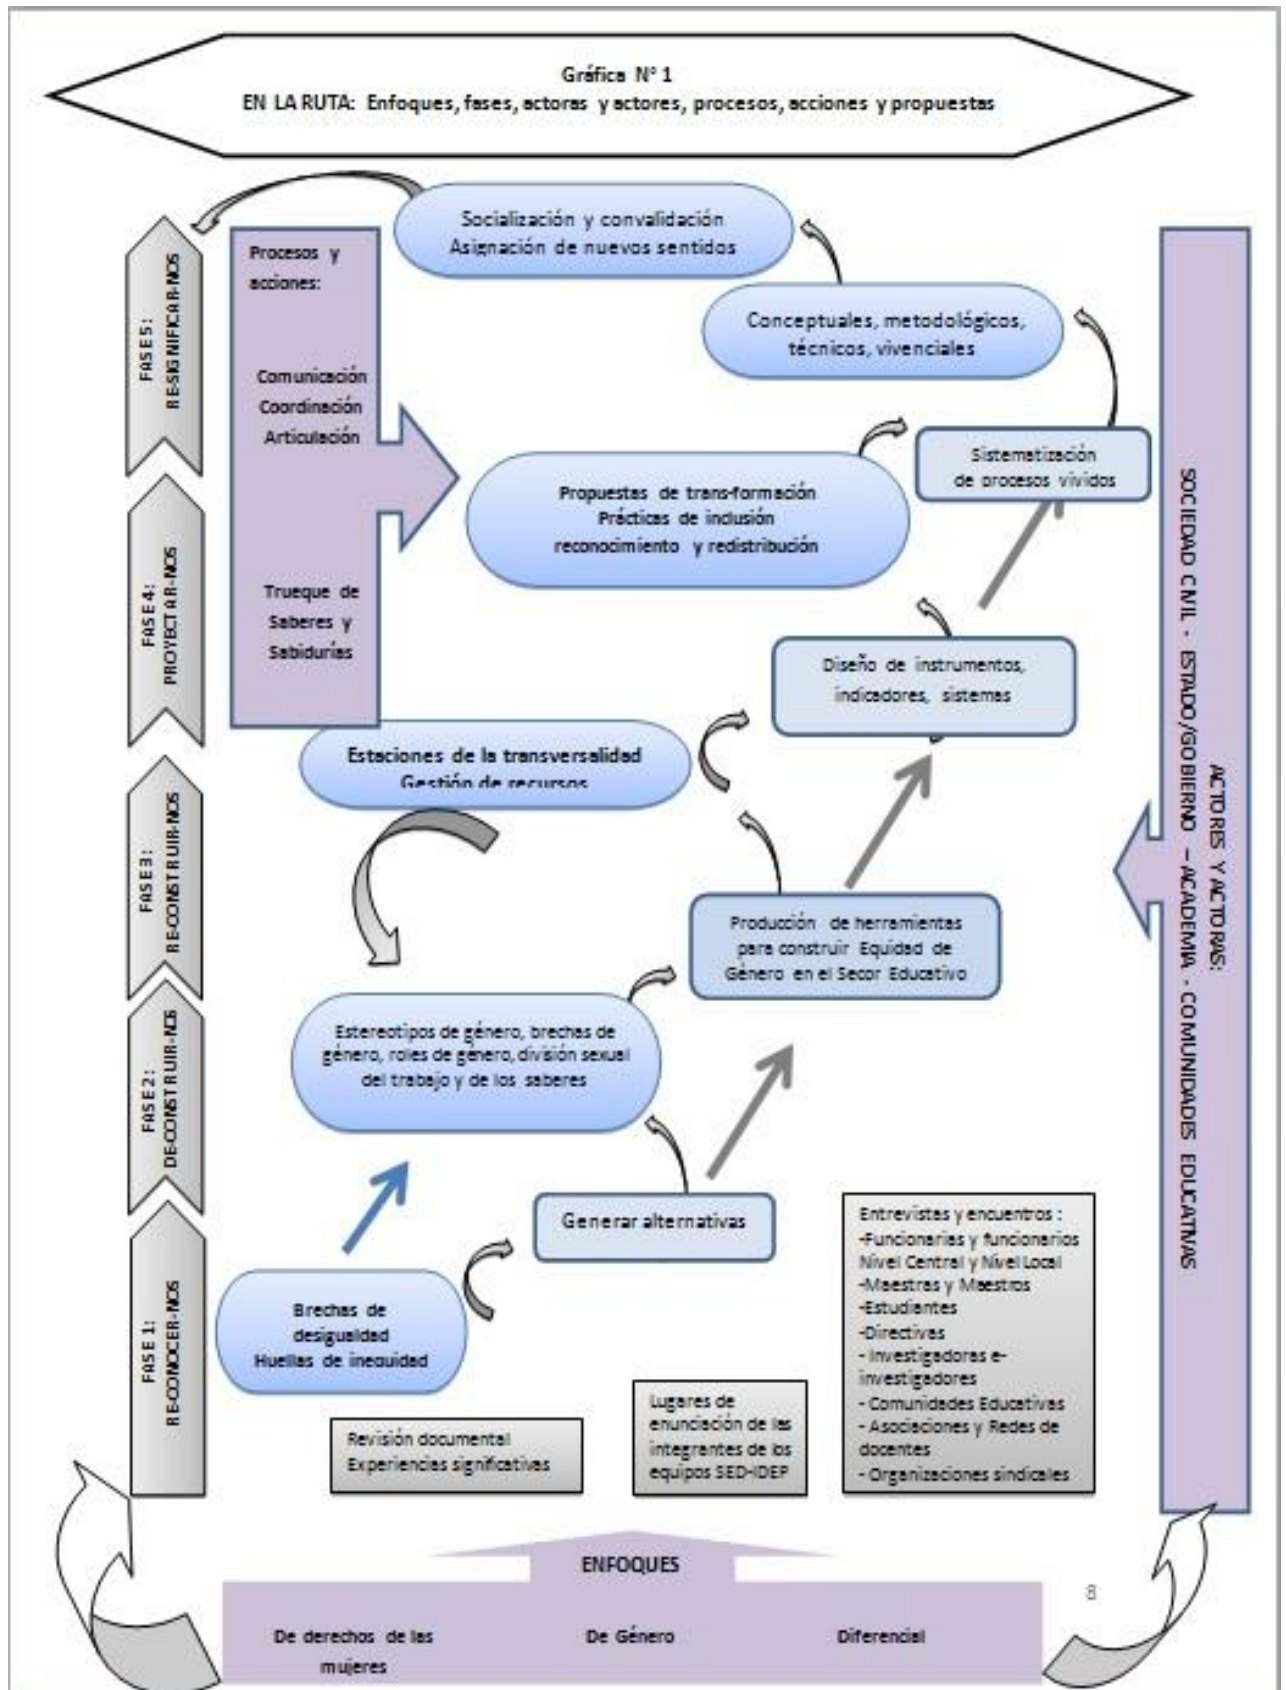 Gráfica N° 1
EN LA RUTA: Enfoques, fases, actoras y actores, procesos, acciones y propuestas
Socialización y convalidación
Asignación de nuevos sentidos
Conceptuales, metodológicos,
técnicos, vivenciales
Procesos y
acciones:
Comunicación
Coordinación
Articulación
Trueque de
Saberes y
Sabidurías
Propuestas de trans-formación
Prácticas de inclusión
reconocimiento y redistribución
Sistematización
de procesos vividos
Diseño de instrumentos,
indicadores, sistemas
Estaciones de la transversalidad
Gestión de recursos
Producción de herramientas
para construir Equidad de
Género en el Secor Educativo
Estereotipos de género, brechas de
género, roles de género, división sexual
del trabajo y de los saberes
Generar alternativas
Brechas de
desigualdad
Huellas de inequidad
FASE 5:
RE-SIGNIFICAR-NOS
FASE 4:
PROYECTAR-NOS
FASE 3:
RE-CONSTRUIR-NOS
FASE 2:
DE-CONSTRUIR-NOS
FASE 1:
RE-CONOCER-NOS
ACTORES Y ACTORAS:
SOCIEDAD CIVIL - ESTADO/GOBIERNO – ACADEMIA - COMUNIDADES EDUCATIVAS
Revisión documental
Experiencias significativas
Lugares de
enunciación de las
integrantes de los
equipos SED-IDEP
Entrevistas y encuentros :
-Funcionarias y funcionarios
Nivel Central y Nivel Local
-Maestras y Maestros
-Estudiantes
-Directivas
- Investigadoras e-
investigadores
- Comunidades Educativas
- Asociaciones y Redes de
docentes
- Organizaciones sindicales
ENFOQUES
De derechos de las
mujeres
De Género
Diferencial
8